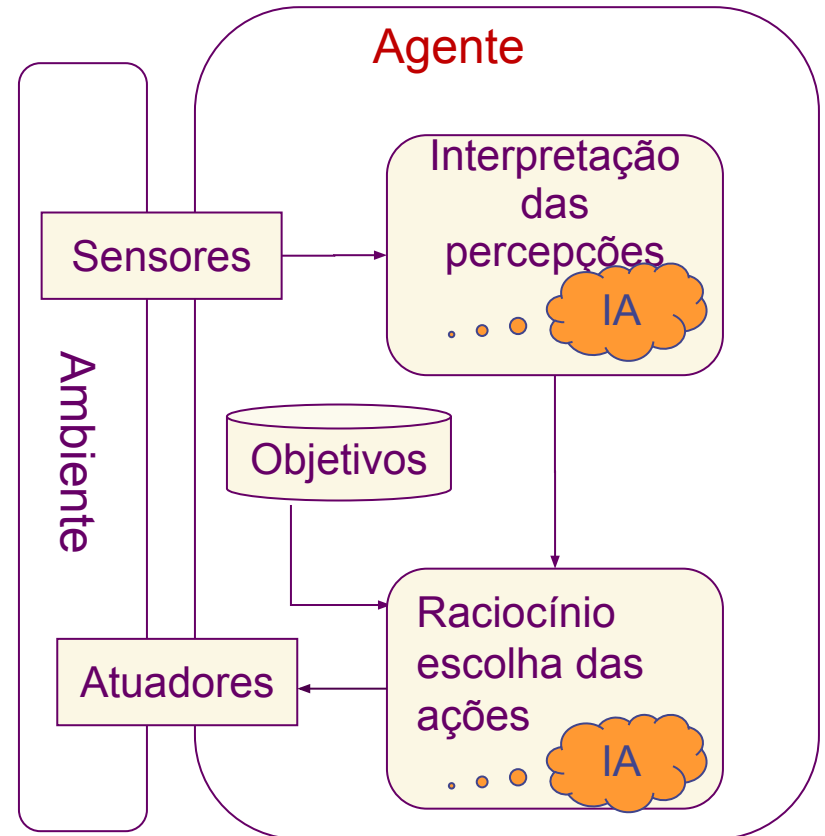 Agente
Interpretação
das
percepções
IA
Sensores
Ambiente
Objetivos
Raciocínio
escolha das
ações
Atuadores
IA